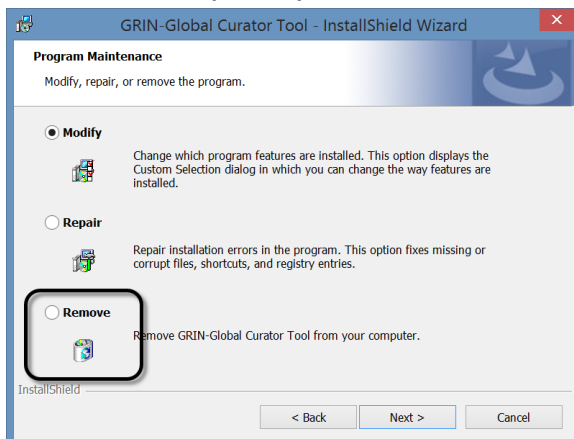 GRIN-Global Curator Tool - InstallShield Wizard
Program Maintenance
Modify, repair, or remove the program.
Modify
Change which program features are installed. This option displays the
Custom Selection dialog in which you can change the way features are
installed.
Repair
Repair installation errors in the program. This option fixes missing or
corrupt files, shortcuts, and registry entries.
Remove
Remove GRIN-Global Curator Tool from your computer.
InstallShield
< Back Next > Cancel